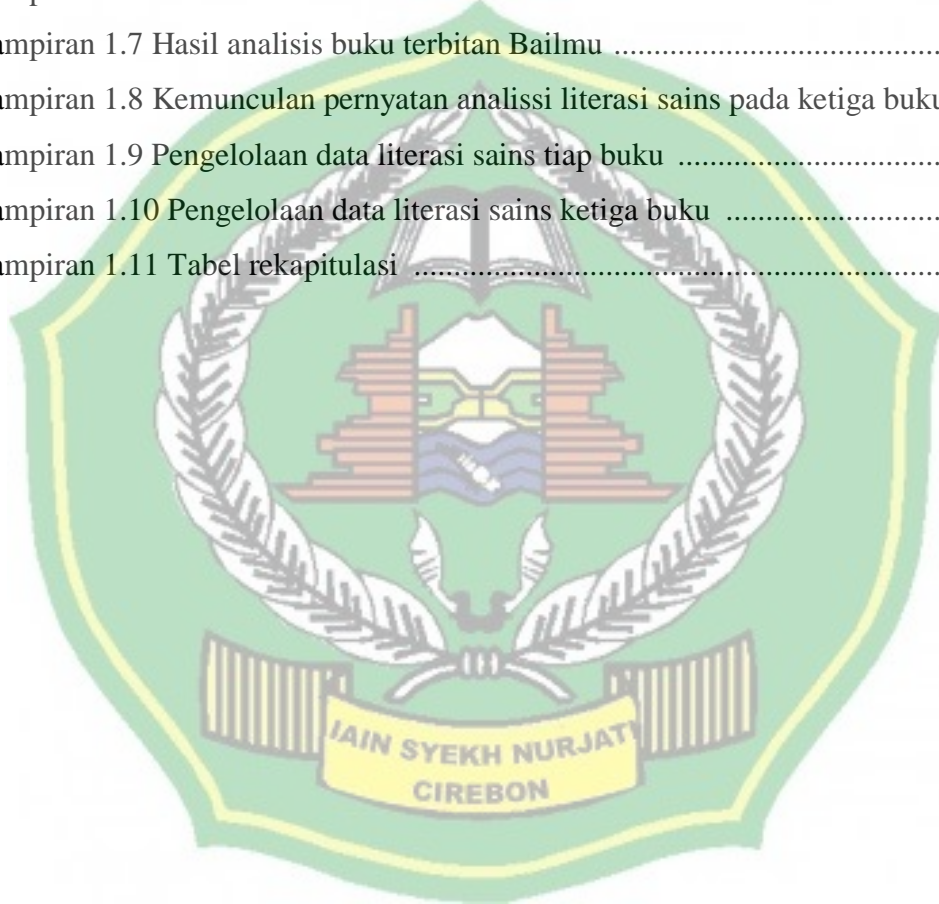 ampiran 1.7 Hasil analisis buku terbitan Bailmu ........................................
ampiran 1.8 Kemunculan pernyatan analissi literasi sains pada ketiga buku
ampiran 1.9 Pengelolaan data literasi sains tiap buku ................................
ampiran 1.10 Pengelolaan data literasi sains ketiga buku ..........................
ampiran 1.11 Tabel rekapitulasi ................................................................
IAIN SYEKH NURJATI
CIREBON